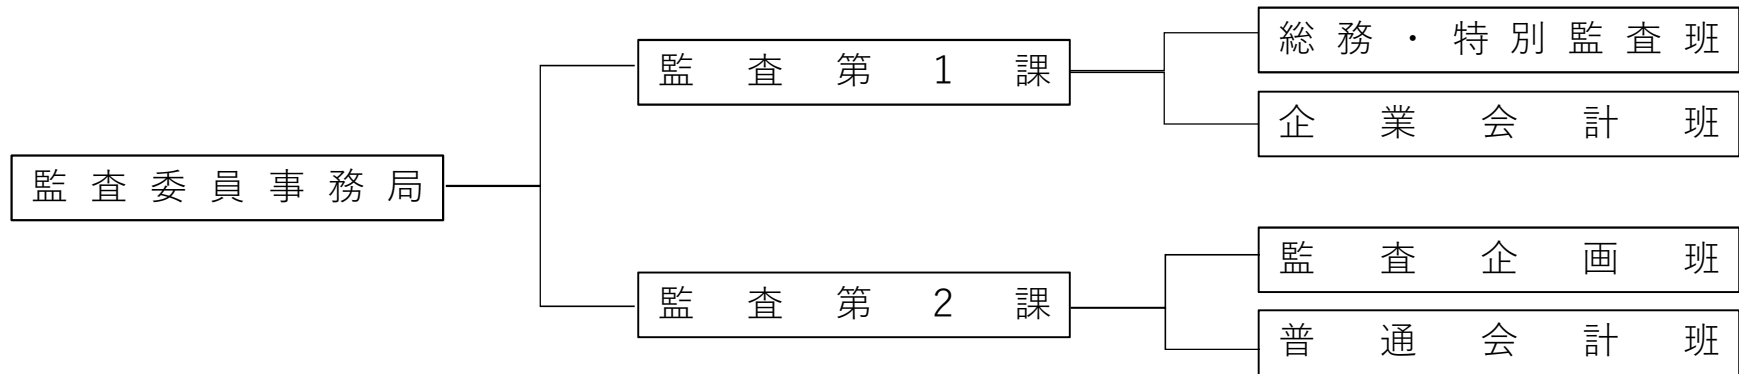 監査委員事務局
監査第1課
総務・特別監査班
企業会計班
監査第2課
監査企画班
普通会計班